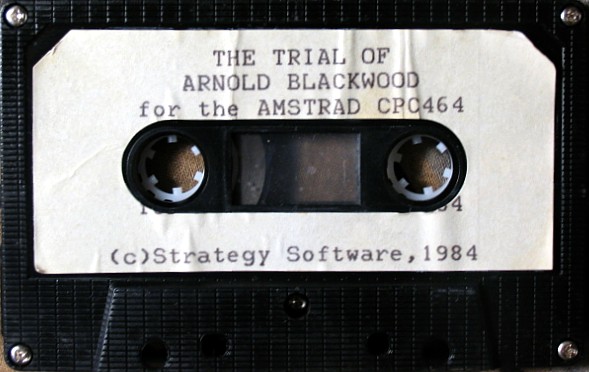 THE TRIAL OF
ARNOLD BLACKWOOD
for the AMSTRAD CPC464
(c)Strategy Software,1984